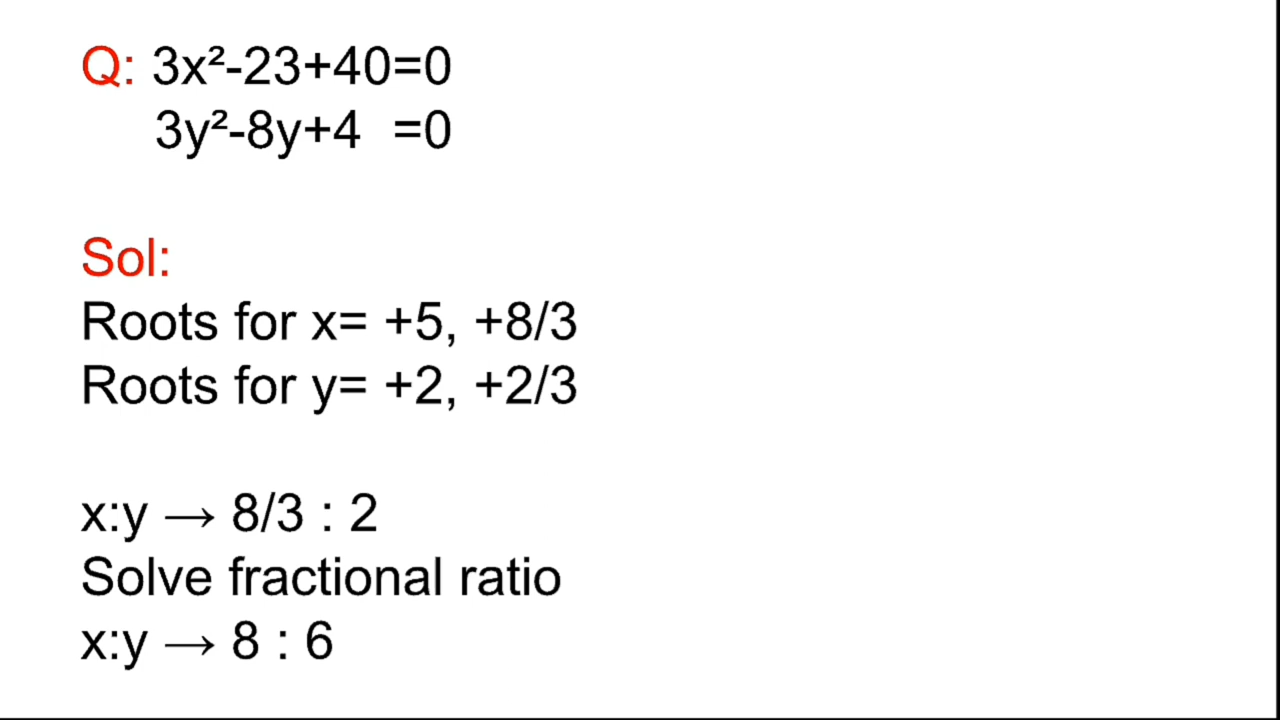 Q: 3x²-23+40=0
3y²-8y+4 =0
Sol:
Roots for x= +5, +8/3
Roots for y= +2, +2/3
x:y → 8/3 : 2
Solve fractional ratio
x:y → 8 : 6